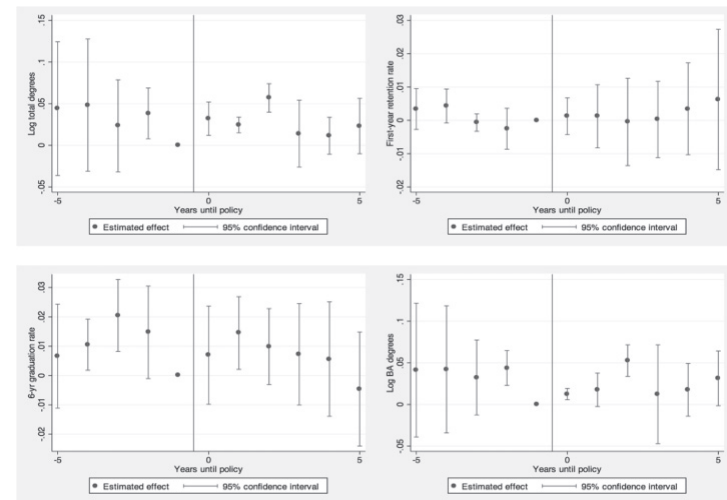 Log total degrees
.15
.1
.05
0
-.05
-5 0 5
Years until policy
Estimated effect 95% confidence interval
First-year retention rate
.03
.02
.01
0
-.01
-.02
-5 0 5
Years until policy
Estimated effect 95% confidence interval
6-yr graduation rate
.03
.02
.01
0
-.01
-.02
-5 0 5
Years until policy
Estimated effect 95% confidence interval
Log BA degrees
.15
.1
.05
0
-.05
-5 0 5
Years until policy
Estimated effect 95% confidence interval